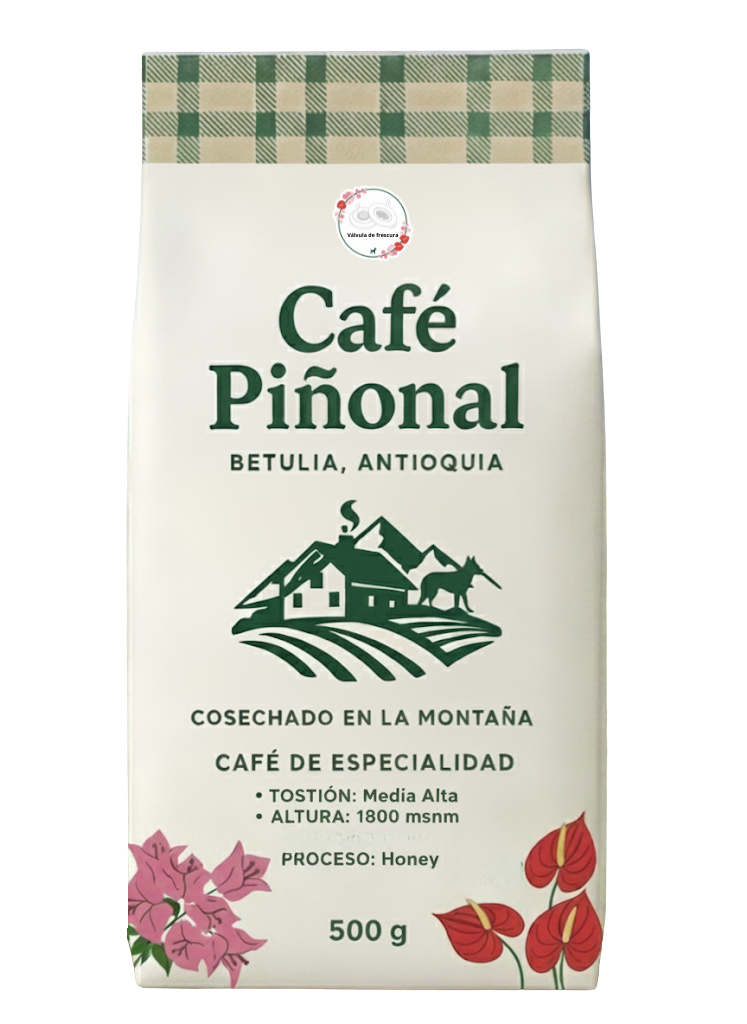 Válvula de frescura
Café
Piñonal
BETULIA, ANTIOQUIA
COSECHADO EN LA MONTAÑA
CAFÉ DE ESPECIALIDAD
• TOSTIÓN: Media Alta
• ALTURA: 1800 msnm
PROCESO: Honey
500 g